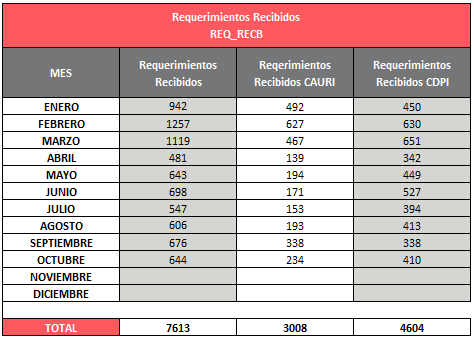 Requerimientos Recibidos
REQ_RECB
MES Requerimientos Recibidos Reqerimientos Recibidos CAURI Requerimientos Recibidos CDPI
ENERO 942 492 450
FEBRERO 1257 627 630
MARZO 1119 467 651
ABRIL 481 139 342
MAYO 643 194 449
JUNIO 698 171 527
JULIO 547 153 394
AGOSTO 606 193 413
SEPTIEMBRE 676 338 338
OCTUBRE 644 234 410
NOVIEMBRE
DICIEMBRE
TOTAL 7613 3008 4604